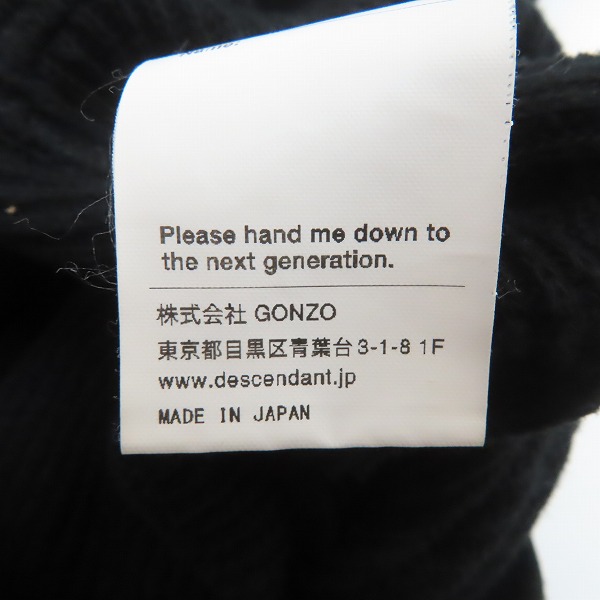 Please hand me down to
the next generation.
株式会社 GONZO
東京都目黒区青葉台3-1-8 1F
www.descendant.jp
MADE IN JAPAN